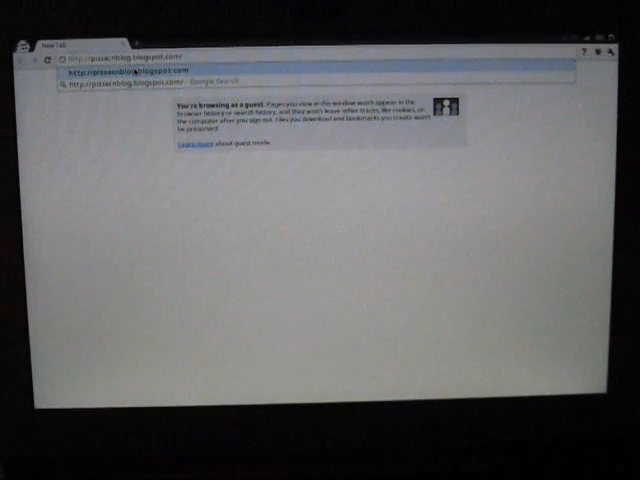 New Tab
http://pizzacnblog.blogspot.com/
http://pizzacnblog.blogspot.com
http://pizzacnblog.blogspot.com/ - Google Search
You're browsing as a guest. Pages you view in this window won't appear in the
browser history or search history, and they won't leave other traces, like cookies, on
the computer after you sign out. Files you download and bookmarks you create won't
be preserved.
Learn more about guest mode.